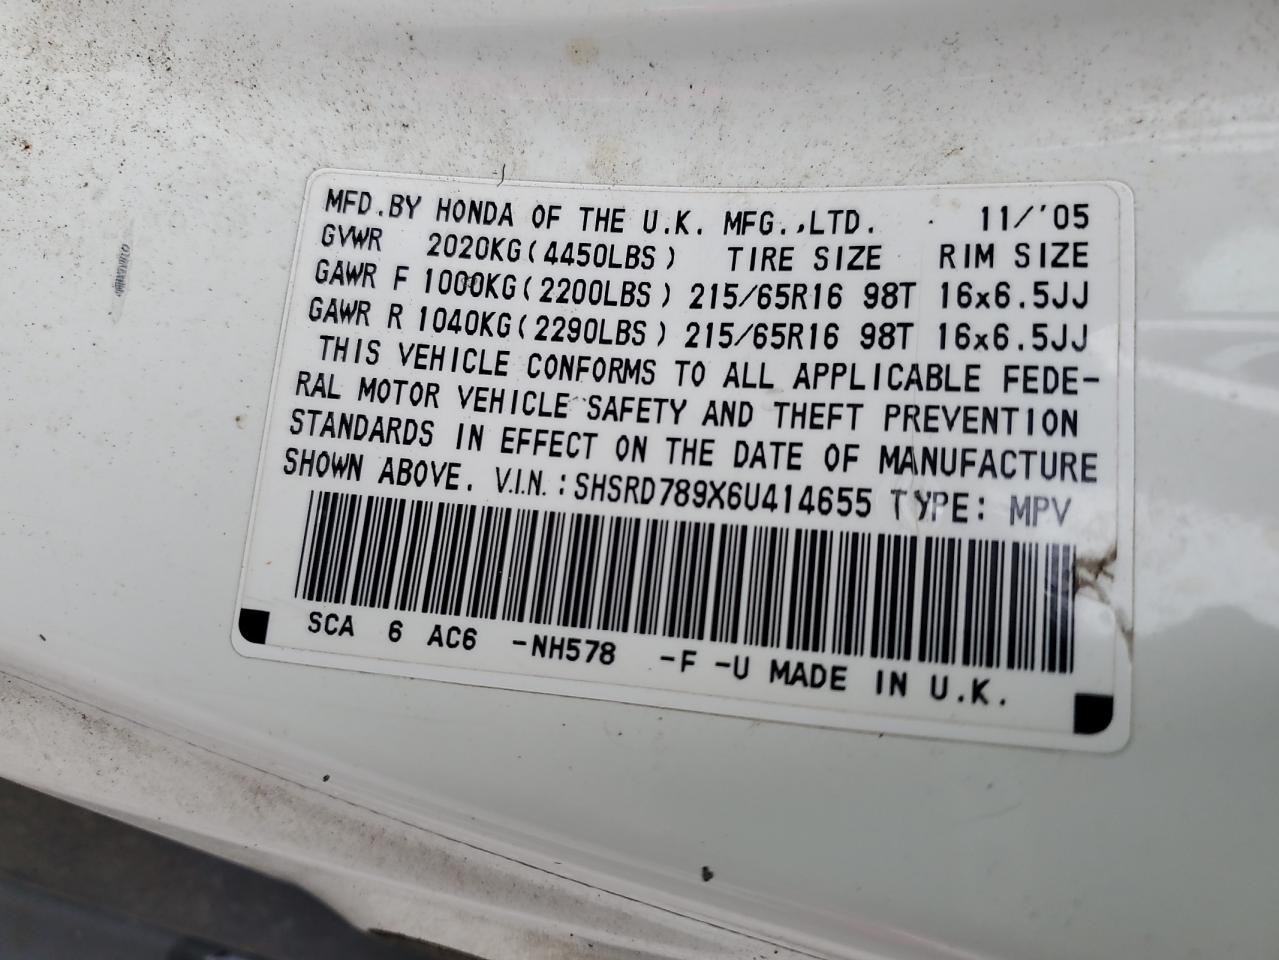 MFD.BY HONDA OF THE U.K. MFG.,LTD. 11/'05
GVWR 2020KG(4450LBS) TIRE SIZE RIM SIZE
GAWR F 1000KG(2200LBS) 215/65R16 98T 16x6.5JJ
GAWR R 1040KG(2290LBS) 215/65R16 98T 16x6.5JJ
THIS VEHICLE CONFORMS TO ALL APPLICABLE FEDE-
RAL MOTOR VEHICLE SAFETY AND THEFT PREVENTION
STANDARDS IN EFFECT ON THE DATE OF MANUFACTURE
SHOWN ABOVE. V.I.N.:SHSRD789X6U414655 TYPE: MPV
SCA 6 AC6 -NH578 -F -U MADE IN U.K.